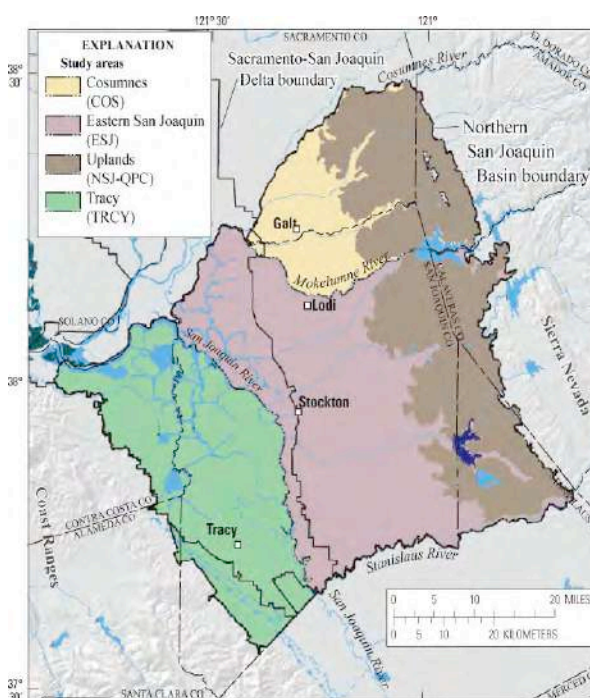 121° 30'
121°
SACRAMENTO CO
EXPLANATION
Study areas
Cosumnes
(COS)
Eastern San Joaquin
(ESJ)
Uplands
(NSJ-QPC)
Tracy
(TRCY)
Sacramento-San Joaquin
Delta boundary
Cosumnes River
EL DORADO CO
AMADOR CO
38°
30'
Northern
San Joaquin
Basin boundary
Galt
Mokelumne River
Lodi
CALAVERAS CO
SAN JOAQUIN CO
SOLANO CO
San Joaquin River
Sierra Nevada
38°
Stockton
Coast Ranges
CONTRA COSTA CO
ALAMEDA CO
Tracy
Stanislaus River
San Joaquin River
0 5 10 20 MILES
0 5 10 20 KILOMETERS
37°
30'
SANTA CLARA CO
MERCED C